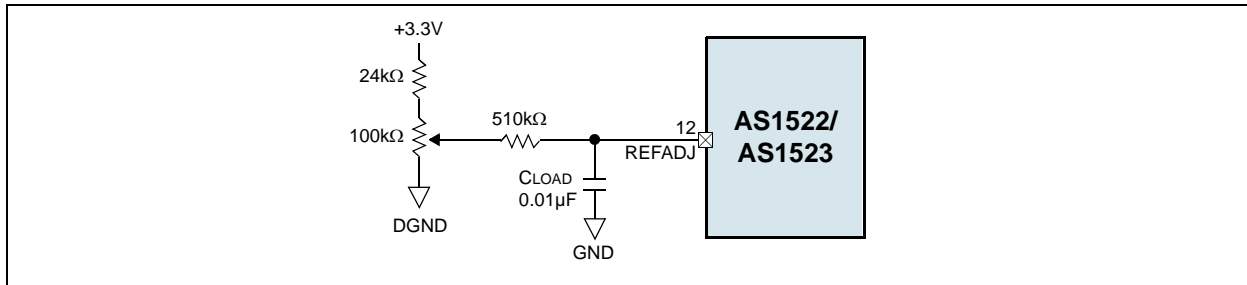 +3.3V
24kΩ
100kΩ
510kΩ
12
REFADJ
AS1522/
AS1523
CLOAD
0.01µF
DGND
GND